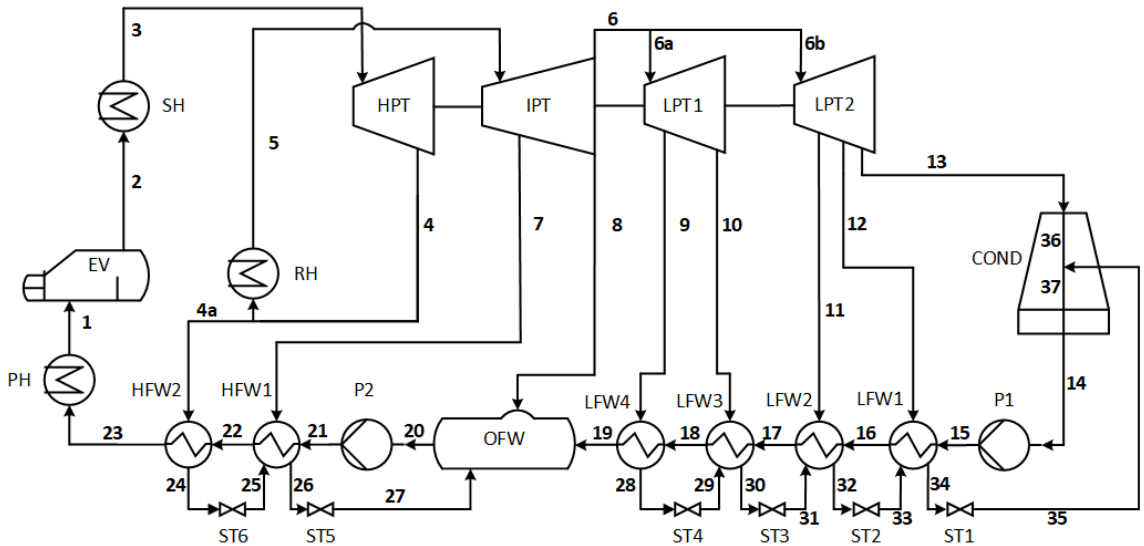 6
3
6a
6b
SH
HPT
IPT
LPT1
LPT2
5
13
2
4
7
8
9
10
12
36
EV
RH
COND
37
4a
11
1
PH
HFW2
HFW1
P2
LFW4
LFW3
LFW2
LFW1
P1
14
OFW
23
22
21
20
19
18
17
16
15
24
25
26
27
28
29
30
31
32
33
34
35
ST6
ST5
ST4
ST3
ST2
ST1